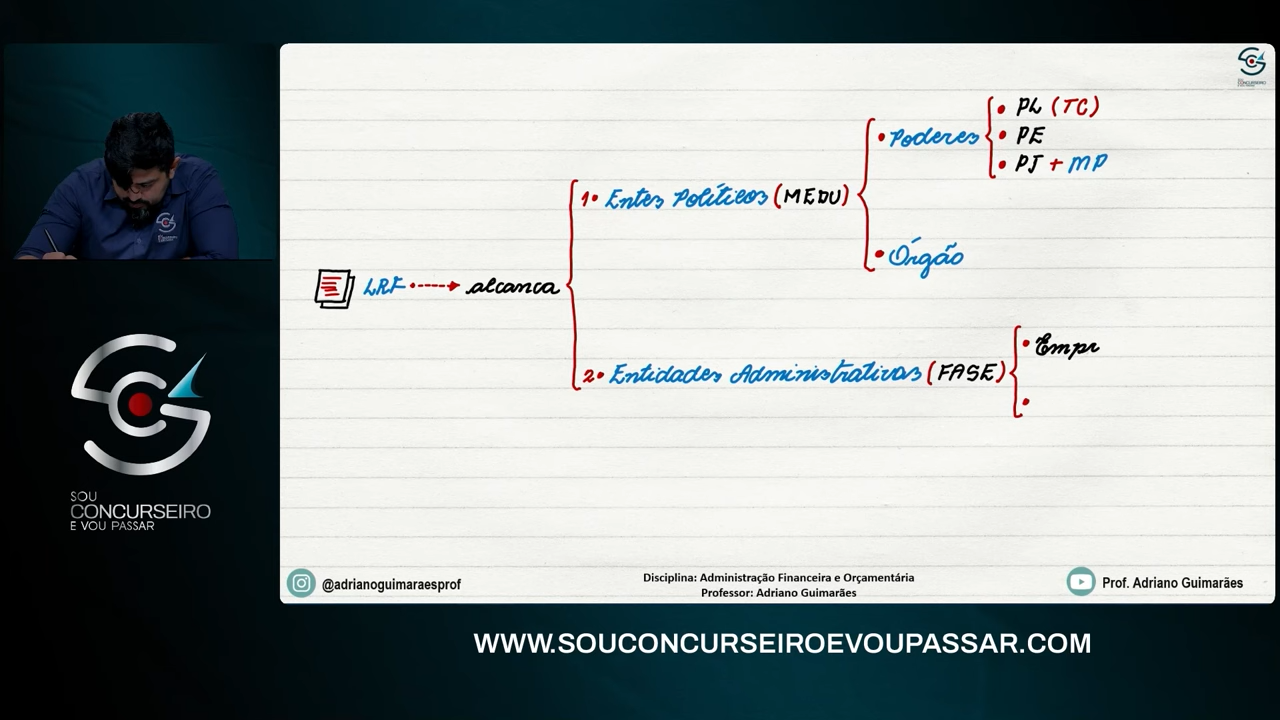 PL (TC)
• Poderes • PE
• PJ + MP
1. Entes Políticos (MEDU)
• Órgão
LRF alcanca
• Empr
2. Entidades Administrativas (FASE)
SOU
CONCURSEIRO
E VOU PASSAR
@adrianoguimaraesprof
Disciplina: Administração Financeira e Orçamentária
Professor: Adriano Guimarães
Prof. Adriano Guimarães
WWW.SOUCONCURSEIROEVOUPASSAR.COM